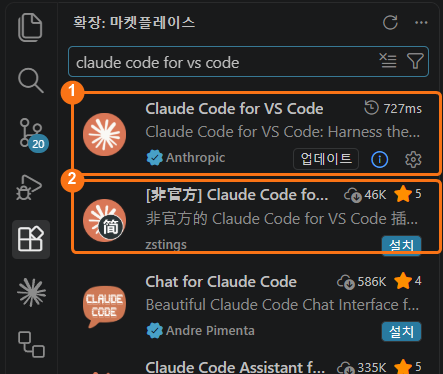 확장: 마켓플레이스
claude code for vs code
1
Claude Code for VS Code 727ms
Claude Code for VS Code: Harness the...
Anthropic 업데이트
20
2
[非官方] Claude Code fo... 46K 5
简
非官方的 Claude Code for VS Code 插...
zstings 설치
Chat for Claude Code 586K 4
CLAUDE CODE
Beautiful Claude Code Chat Interface f...
Andre Pimenta 설치
Claude Code Assistant f... 335K 5